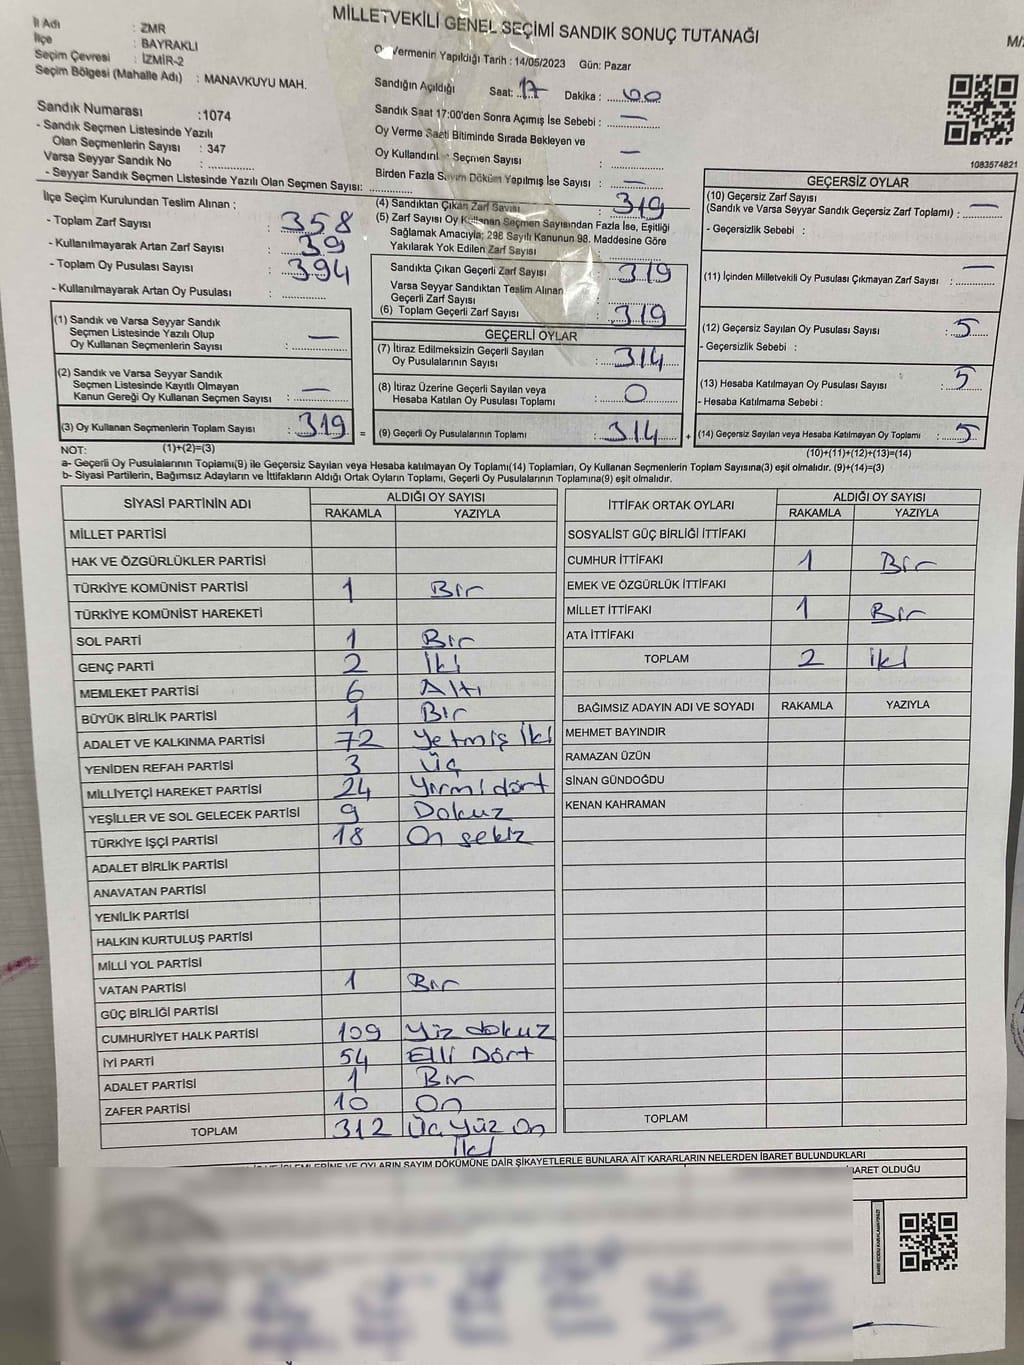 MİLLETVEKİLİ GENEL SEÇİMİ SANDIK SONUÇ TUTANAĞI
M/
İl Adı : ZMR
İlçe : BAYRAKLI
Seçim Çevresi : İZMİR-2
Seçim Bölgesi (Mahalle Adı) : MANAVKUYU MAH.
Sandık Numarası :1074
- Sandık Seçmen Listesinde Yazılı
Olan Seçmenlerin Sayısı : 347
Varsa Seyyar Sandık No : ............
- Seyyar Sandık Seçmen Listesinde Yazılı Olan Seçmen Sayısı: ............
İlçe Seçim Kurulundan Teslim Alınan ;
- Toplam Zarf Sayısı : 358
- Kullanılmayarak Artan Zarf Sayısı : 39
- Toplam Oy Pusulası Sayısı : 394
- Kullanılmayarak Artan Oy Pusulası : ............
(1) Sandık ve Varsa Seyyar Sandık
Seçmen Listesinde Yazılı Olup
Oy Kullanan Seçmenlerin Sayısı : —
(2) Sandık ve Varsa Seyyar Sandık
Seçmen Listesinde Kayıtlı Olmayan
Kanun Gereği Oy Kullanan Seçmen Sayısı : —
(3) Oy Kullanan Seçmenlerin Toplam Sayısı : 319
Oy Vermenin Yapıldığı Tarih : 14/05/2023 Gün: Pazar
Sandığın Açıldığı Saat: 17 Dakika : 00
Sandık Saat 17:00'den Sonra Açımış İse Sebebi : —
Oy Verme Saati Bitiminde Sırada Bekleyen ve
Oy Kullandırılan Seçmen Sayısı : —
Birden Fazla Sayım Döküm Yapılmış İse Sayısı : —
(4) Sandıktan Çıkan Zarf Sayısı : 319
(5) Zarf Sayısı Oy Kullanan Seçmen Sayısından Fazla İse, Eşitliği
Sağlamak Amacıyla; 298 Sayılı Kanunun 98. Maddesine Göre
Yakılarak Yok Edilen Zarf Sayısı
Sandıkta Çıkan Geçerli Zarf Sayısı : 319
Varsa Seyyar Sandıktan Teslim Alınan
Geçerli Zarf Sayısı
(6) Toplam Geçerli Zarf Sayısı : 319
GEÇERLİ OYLAR
(7) İtiraz Edilmeksizin Geçerli Sayılan
Oy Pusulalarının Sayısı : 314
(8) İtiraz Üzerine Geçerli Sayılan veya
Hesaba Katılan Oy Pusulası Toplamı : 0
= (9) Geçerli Oy Pusulalarının Toplamı : 314
1083574821
GEÇERSİZ OYLAR
(10) Geçersiz Zarf Sayısı
(Sandık ve Varsa Seyyar Sandık Geçersiz Zarf Toplamı) : —
- Geçersizlik Sebebi :
(11) İçinden Milletvekili Oy Pusulası Çıkmayan Zarf Sayısı : —
(12) Geçersiz Sayılan Oy Pusulası Sayısı : 5
- Geçersizlik Sebebi :
(13) Hesaba Katılmayan Oy Pusulası Sayısı : 5
- Hesaba Katılmama Sebebi :
+ (14) Geçersiz Sayılan veya Hesaba Katılmayan Oy Toplamı : 5
NOT: (1)+(2)=(3)
(10)+(11)+(12)+(13)=(14)
a- Geçerli Oy Pusulalarının Toplamı(9) ile Geçersiz Sayılan veya Hesaba katılmayan Oy Toplamı(14) Toplamları, Oy Kullanan Seçmenlerin Toplam Sayısına(3) eşit olmalıdır. (9)+(14)=(3)
b- Siyasi Partilerin, Bağımsız Adayların ve İttifakların Aldığı Ortak Oyların Toplamı, Geçerli Oy Pusulalarının Toplamına(9) eşit olmalıdır.
SİYASİ PARTİNİN ADI ALDIĞI OY SAYISI
RAKAMLA YAZIYLA
MİLLET PARTİSİ
HAK VE ÖZGÜRLÜKLER PARTİSİ
TÜRKİYE KOMÜNİST PARTİSİ 1 Bir
TÜRKİYE KOMÜNİST HAREKETİ
SOL PARTİ 1 Bir
GENÇ PARTİ 2 İki
MEMLEKET PARTİSİ 6 Altı
BÜYÜK BİRLİK PARTİSİ 1 Bir
ADALET VE KALKINMA PARTİSİ 72 Yetmiş İki
YENİDEN REFAH PARTİSİ 3 Üç
MİLLİYETÇİ HAREKET PARTİSİ 24 Yirmi dört
YEŞİLLER VE SOL GELECEK PARTİSİ 9 Dokuz
TÜRKİYE İŞÇİ PARTİSİ 18 On sekiz
ADALET BİRLİK PARTİSİ
ANAVATAN PARTİSİ
YENİLİK PARTİSİ
HALKIN KURTULUŞ PARTİSİ
MİLLİ YOL PARTİSİ
VATAN PARTİSİ 1 Bir
GÜÇ BİRLİĞİ PARTİSİ
CUMHURİYET HALK PARTİSİ 109 Yüz dokuz
İYİ PARTİ 54 Elli Dört
ADALET PARTİSİ 1 Bir
ZAFER PARTİSİ 10 On
TOPLAM 312 Üç Yüz On
İki
İTTİFAK ORTAK OYLARI ALDIĞI OY SAYISI
RAKAMLA YAZIYLA
SOSYALİST GÜÇ BİRLİĞİ İTTİFAKI
CUMHUR İTTİFAKI 1 Bir
EMEK VE ÖZGÜRLÜK İTTİFAKI
MİLLET İTTİFAKI 1 Bir
ATA İTTİFAKI
TOPLAM 2 İki
BAĞIMSIZ ADAYIN ADI VE SOYADI RAKAMLA YAZIYLA
MEHMET BAYINDIR
RAMAZAN ÜZÜN
SİNAN GÜNDOĞDU
KENAN KAHRAMAN
TOPLAM
VE OYLARIN SAYIM DÖKÜMÜNE DAİR ŞİKAYETLERLE BUNLARA AİT KARARLARIN NELERDEN İBARET BULUNDUKLARI
BARET OLDUĞU